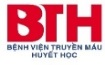 BTH
BỆNH VIỆN TRUYỀN MÁU
HUYẾT HỌC